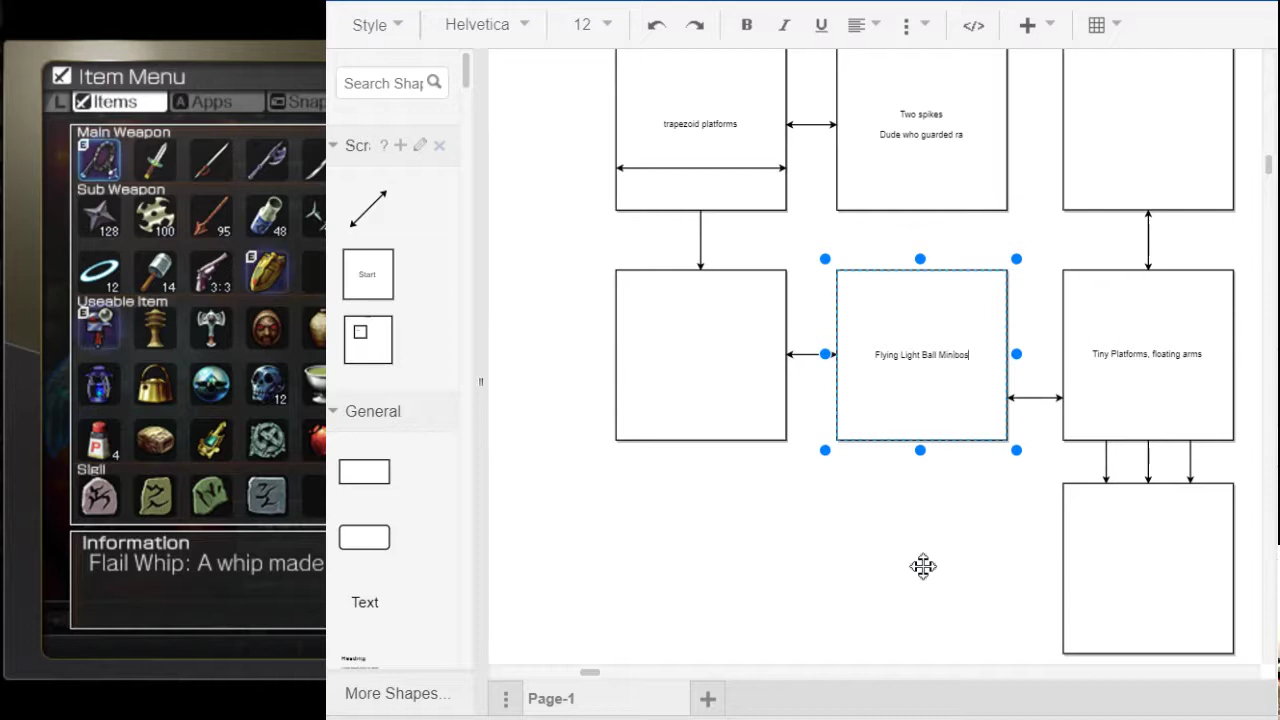 Item Menu
L Items A Apps Snap
Main Weapon
E
Sub Weapon
128 100 95 48
12 14 3:3 E
Useable Item
E
12
P 4
Sigil
Information
Flail Whip: A whip made
Style Helvetica 12 B I U </> +
Search Shap
Scr ? +
Start
General
Text
Heading
More Shapes...
trapezoid platforms
Two spikes
Dude who guarded ra
Flying Light Ball Minibos
Tiny Platforms, floating arms
Page-1